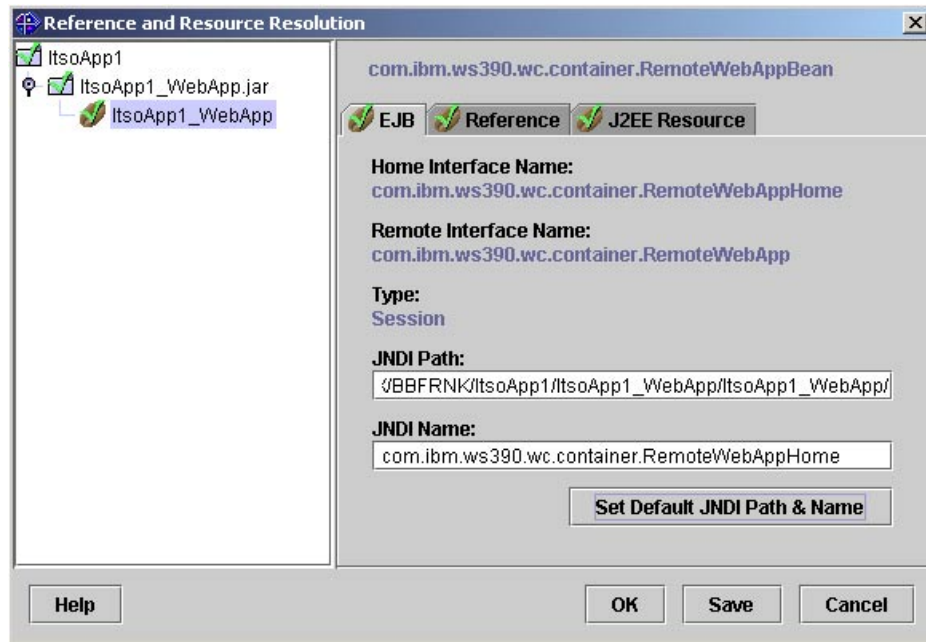 Reference and Resource Resolution
ItsoApp1
ItsoApp1_WebApp.jar
ItsoApp1_WebApp
com.ibm.ws390.wc.container.RemoteWebAppBean
EJB Reference J2EE Resource
Home Interface Name:
com.ibm.ws390.wc.container.RemoteWebAppHome
Remote Interface Name:
com.ibm.ws390.wc.container.RemoteWebApp
Type:
Session
JNDI Path:
/BBFRNK/ItsoApp1/ItsoApp1_WebApp/ItsoApp1_WebApp/
JNDI Name:
com.ibm.ws390.wc.container.RemoteWebAppHome
Set Default JNDI Path & Name
Help OK Save Cancel